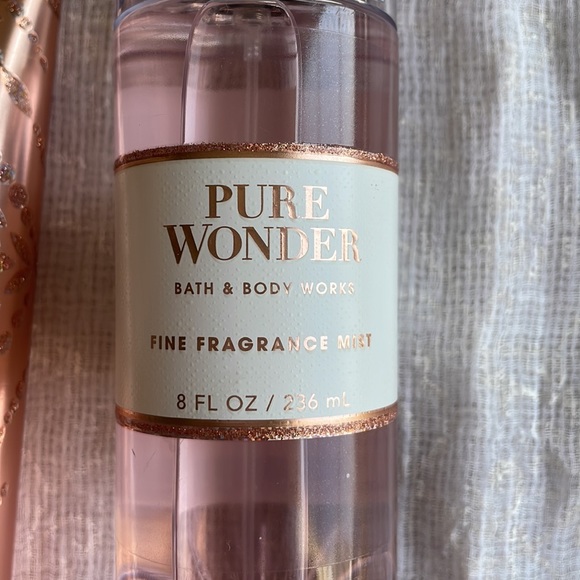 PURE
WONDER
BATH & BODY WORKS
FINE FRAGRANCE MIST
8 FL OZ / 236 mL